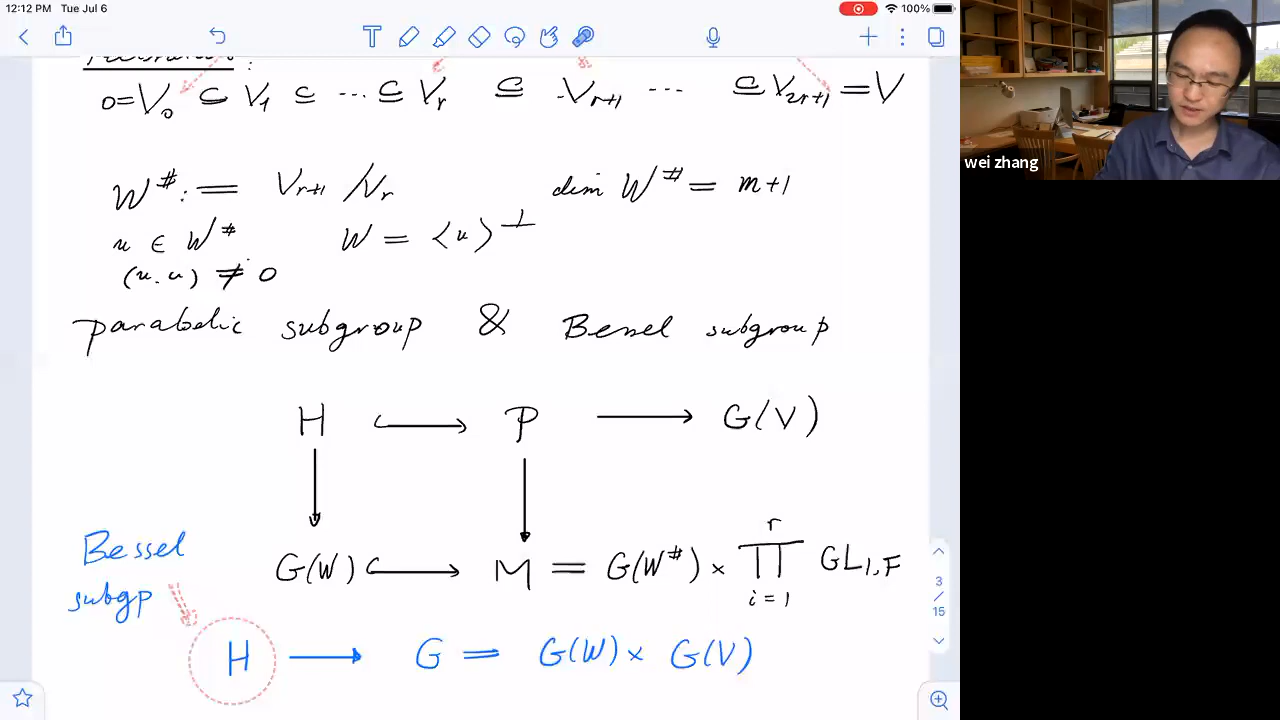 12:12 PM Tue Jul 6
100%
0 = V₀ ⊆ V₁ ⊆ ... ⊆ Vᵣ ⊆ Vᵣ₊₁ ... ⊆ V₂ᵣ₊₁ = V
W^# := Vᵣ₊₁ / Vᵣ dim W^# = m+1
u ∈ W^# W = ⟨u⟩^⊥
(u.u) ≠ 0
parabolic subgroup & Bessel subgroup
H ↪ P → G(V)
↓ ↓
G(W) ↪ M = G(W^#) × ∏_{i=1}^{r} GL₁,F
Bessel
subgp
H → G = G(W) × G(V)
3
/
15
wei zhang